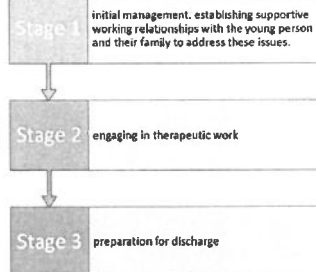 Stage 1
initial management. establishing supportive
working relationships with the young person
and their family to address these issues.
Stage 2
engaging in therapeutic work
Stage 3
preparation for discharge